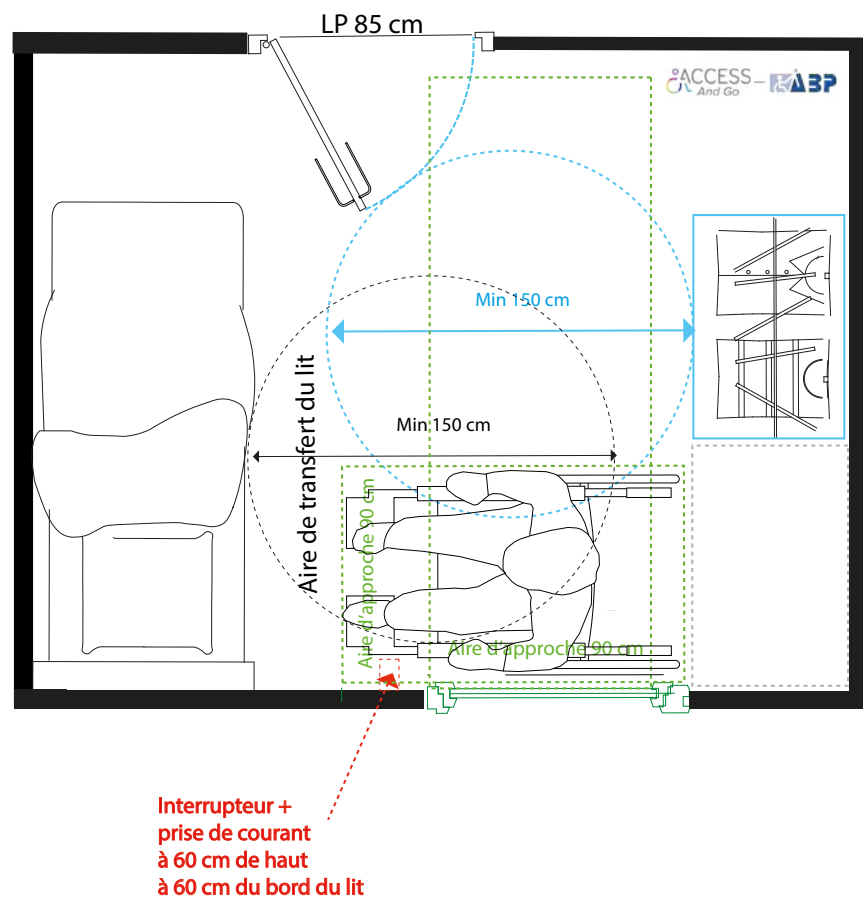 LP 85 cm
ACCESS
And Go
ABP
Min 150 cm
Min 150 cm
Aire de transfert du lit
Aire d'approche 90 cm
Aire d'approche 90 cm
Interrupteur +
prise de courant
à 60 cm de haut
à 60 cm du bord du lit